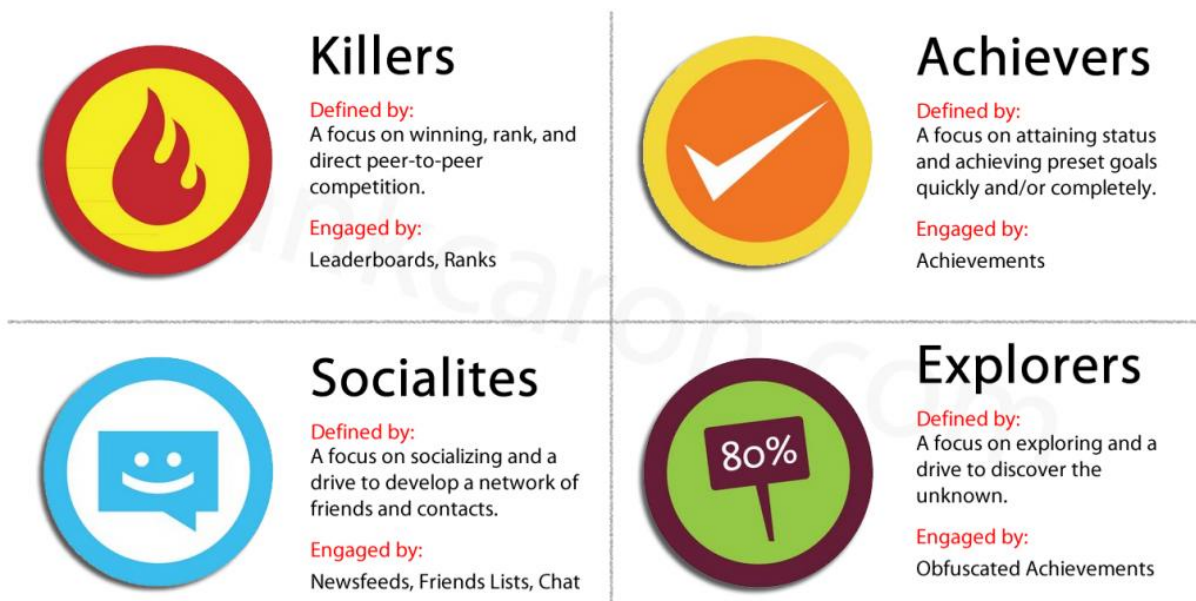 Killers
Defined by:
A focus on winning, rank, and
direct peer-to-peer
competition.
Engaged by:
Leaderboards, Ranks
Achievers
Defined by:
A focus on attaining status
and achieving preset goals
quickly and/or completely.
Engaged by:
Achievements
Socialites
Defined by:
A focus on socializing and a
drive to develop a network of
friends and contacts.
Engaged by:
Newsfeeds, Friends Lists, Chat
80%
Explorers
Defined by:
A focus on exploring and a
drive to discover the
unknown.
Engaged by:
Obfuscated Achievements